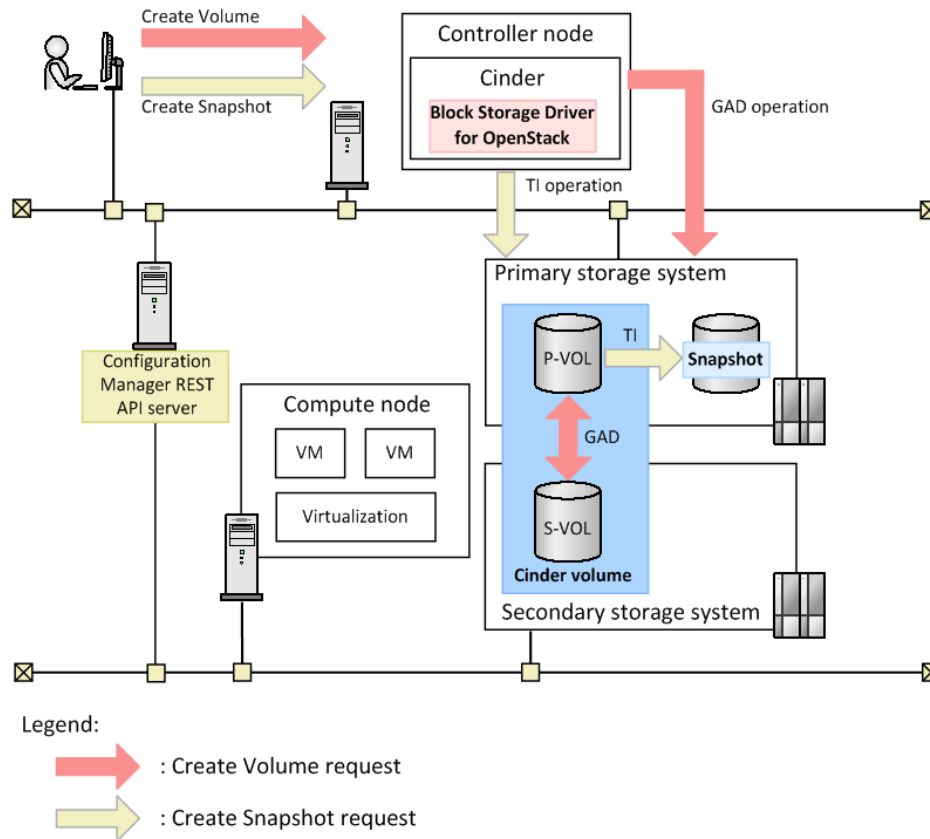 Create Volume
Create Snapshot
Controller node
Cinder
Block Storage Driver
for OpenStack
GAD operation
TI operation
Primary storage system
P-VOL
TI
Snapshot
GAD
S-VOL
Cinder volume
Secondary storage system
Configuration
Manager REST
API server
Compute node
VM
VM
Virtualization
Legend:
: Create Volume request
: Create Snapshot request